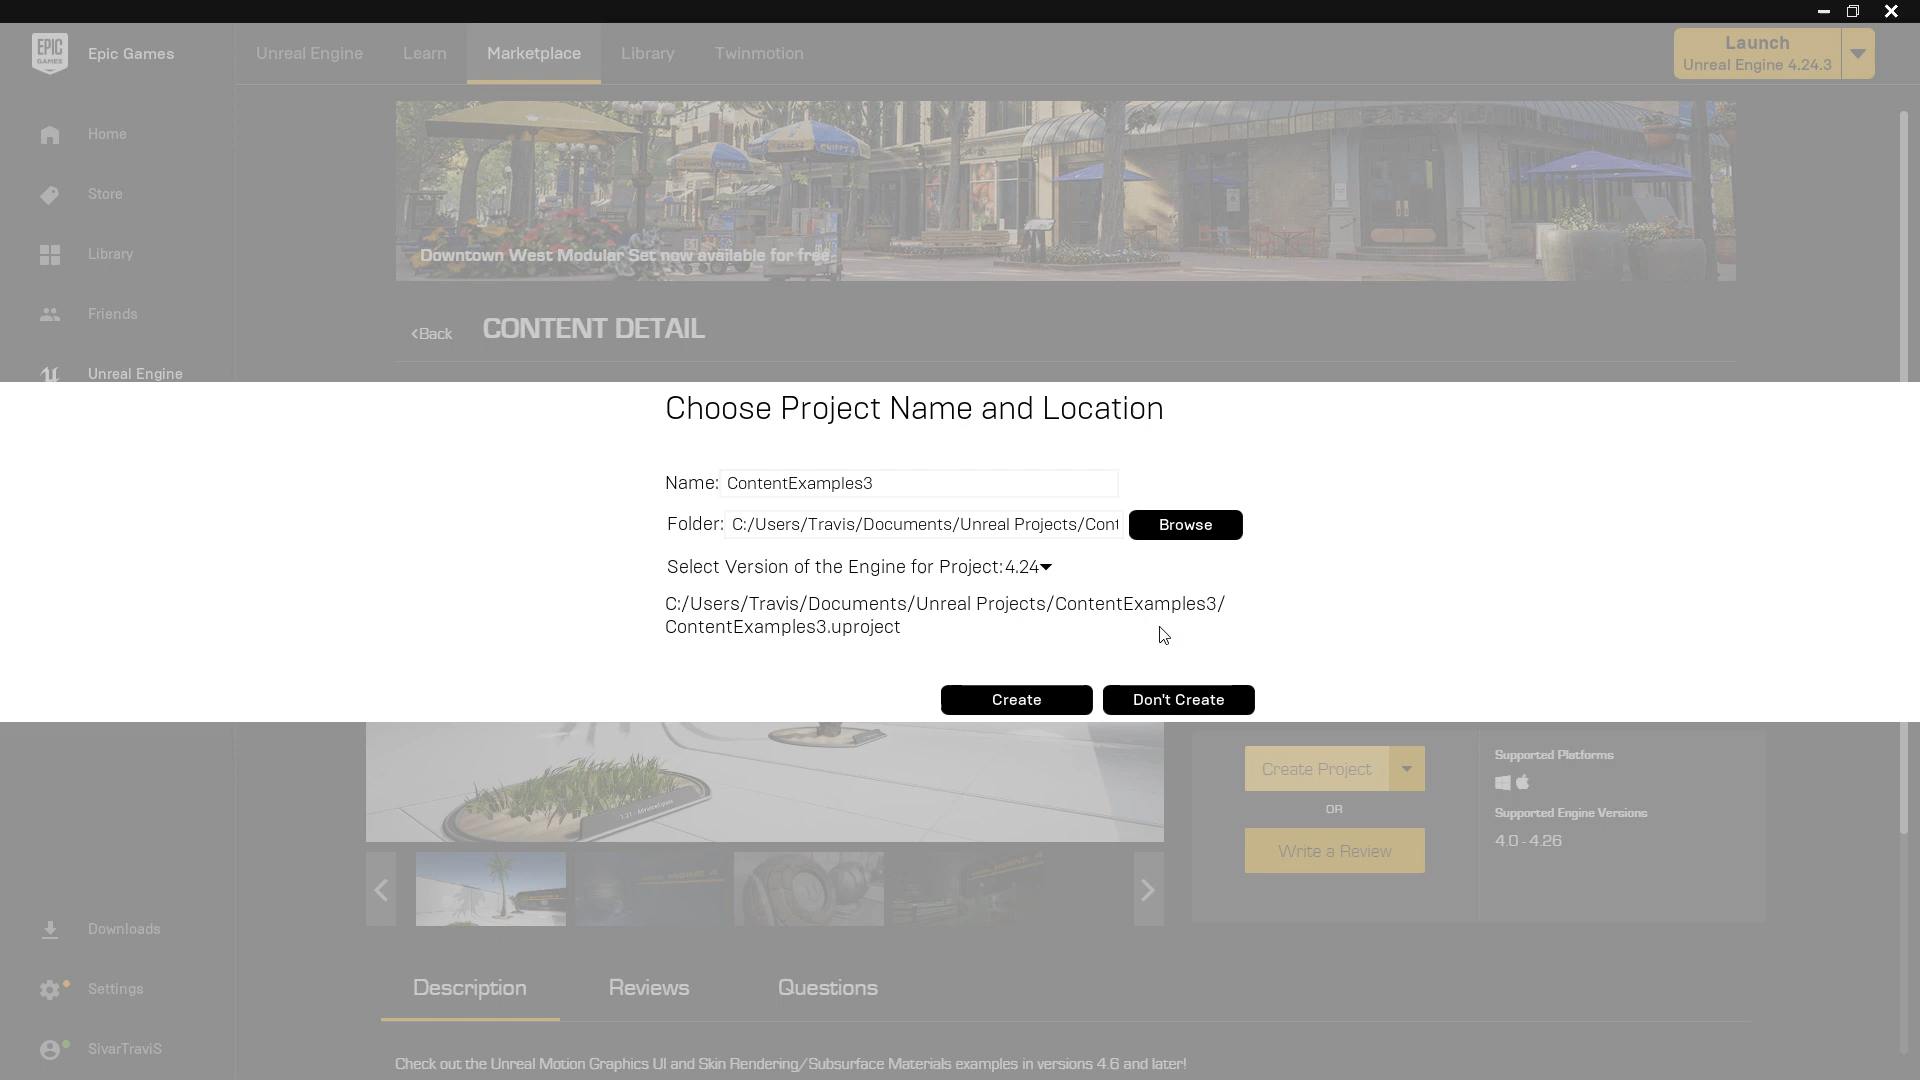 EPIC GAMES
Epic Games
Unreal Engine
Learn
Marketplace
Library
Twinmotion
Launch
Unreal Engine 4.24.3
Home
Store
Library
Friends
Unreal Engine
Downtown West Modular Set now available for free
<Back
CONTENT DETAIL
Choose Project Name and Location
Name: ContentExamples3
Folder: C:/Users/Travis/Documents/Unreal Projects/Cont
Browse
Select Version of the Engine for Project: 4.24
C:/Users/Travis/Documents/Unreal Projects/ContentExamples3/
ContentExamples3.uproject
Create
Don't Create
Create Project
OR
Write a Review
Supported Platforms
Supported Engine Versions
4.0 - 4.26
Downloads
Settings
SivarTraviS
Description
Reviews
Questions
Check out the Unreal Motion Graphics UI and Skin Rendering/Subsurface Materials examples in versions 4.6 and later!